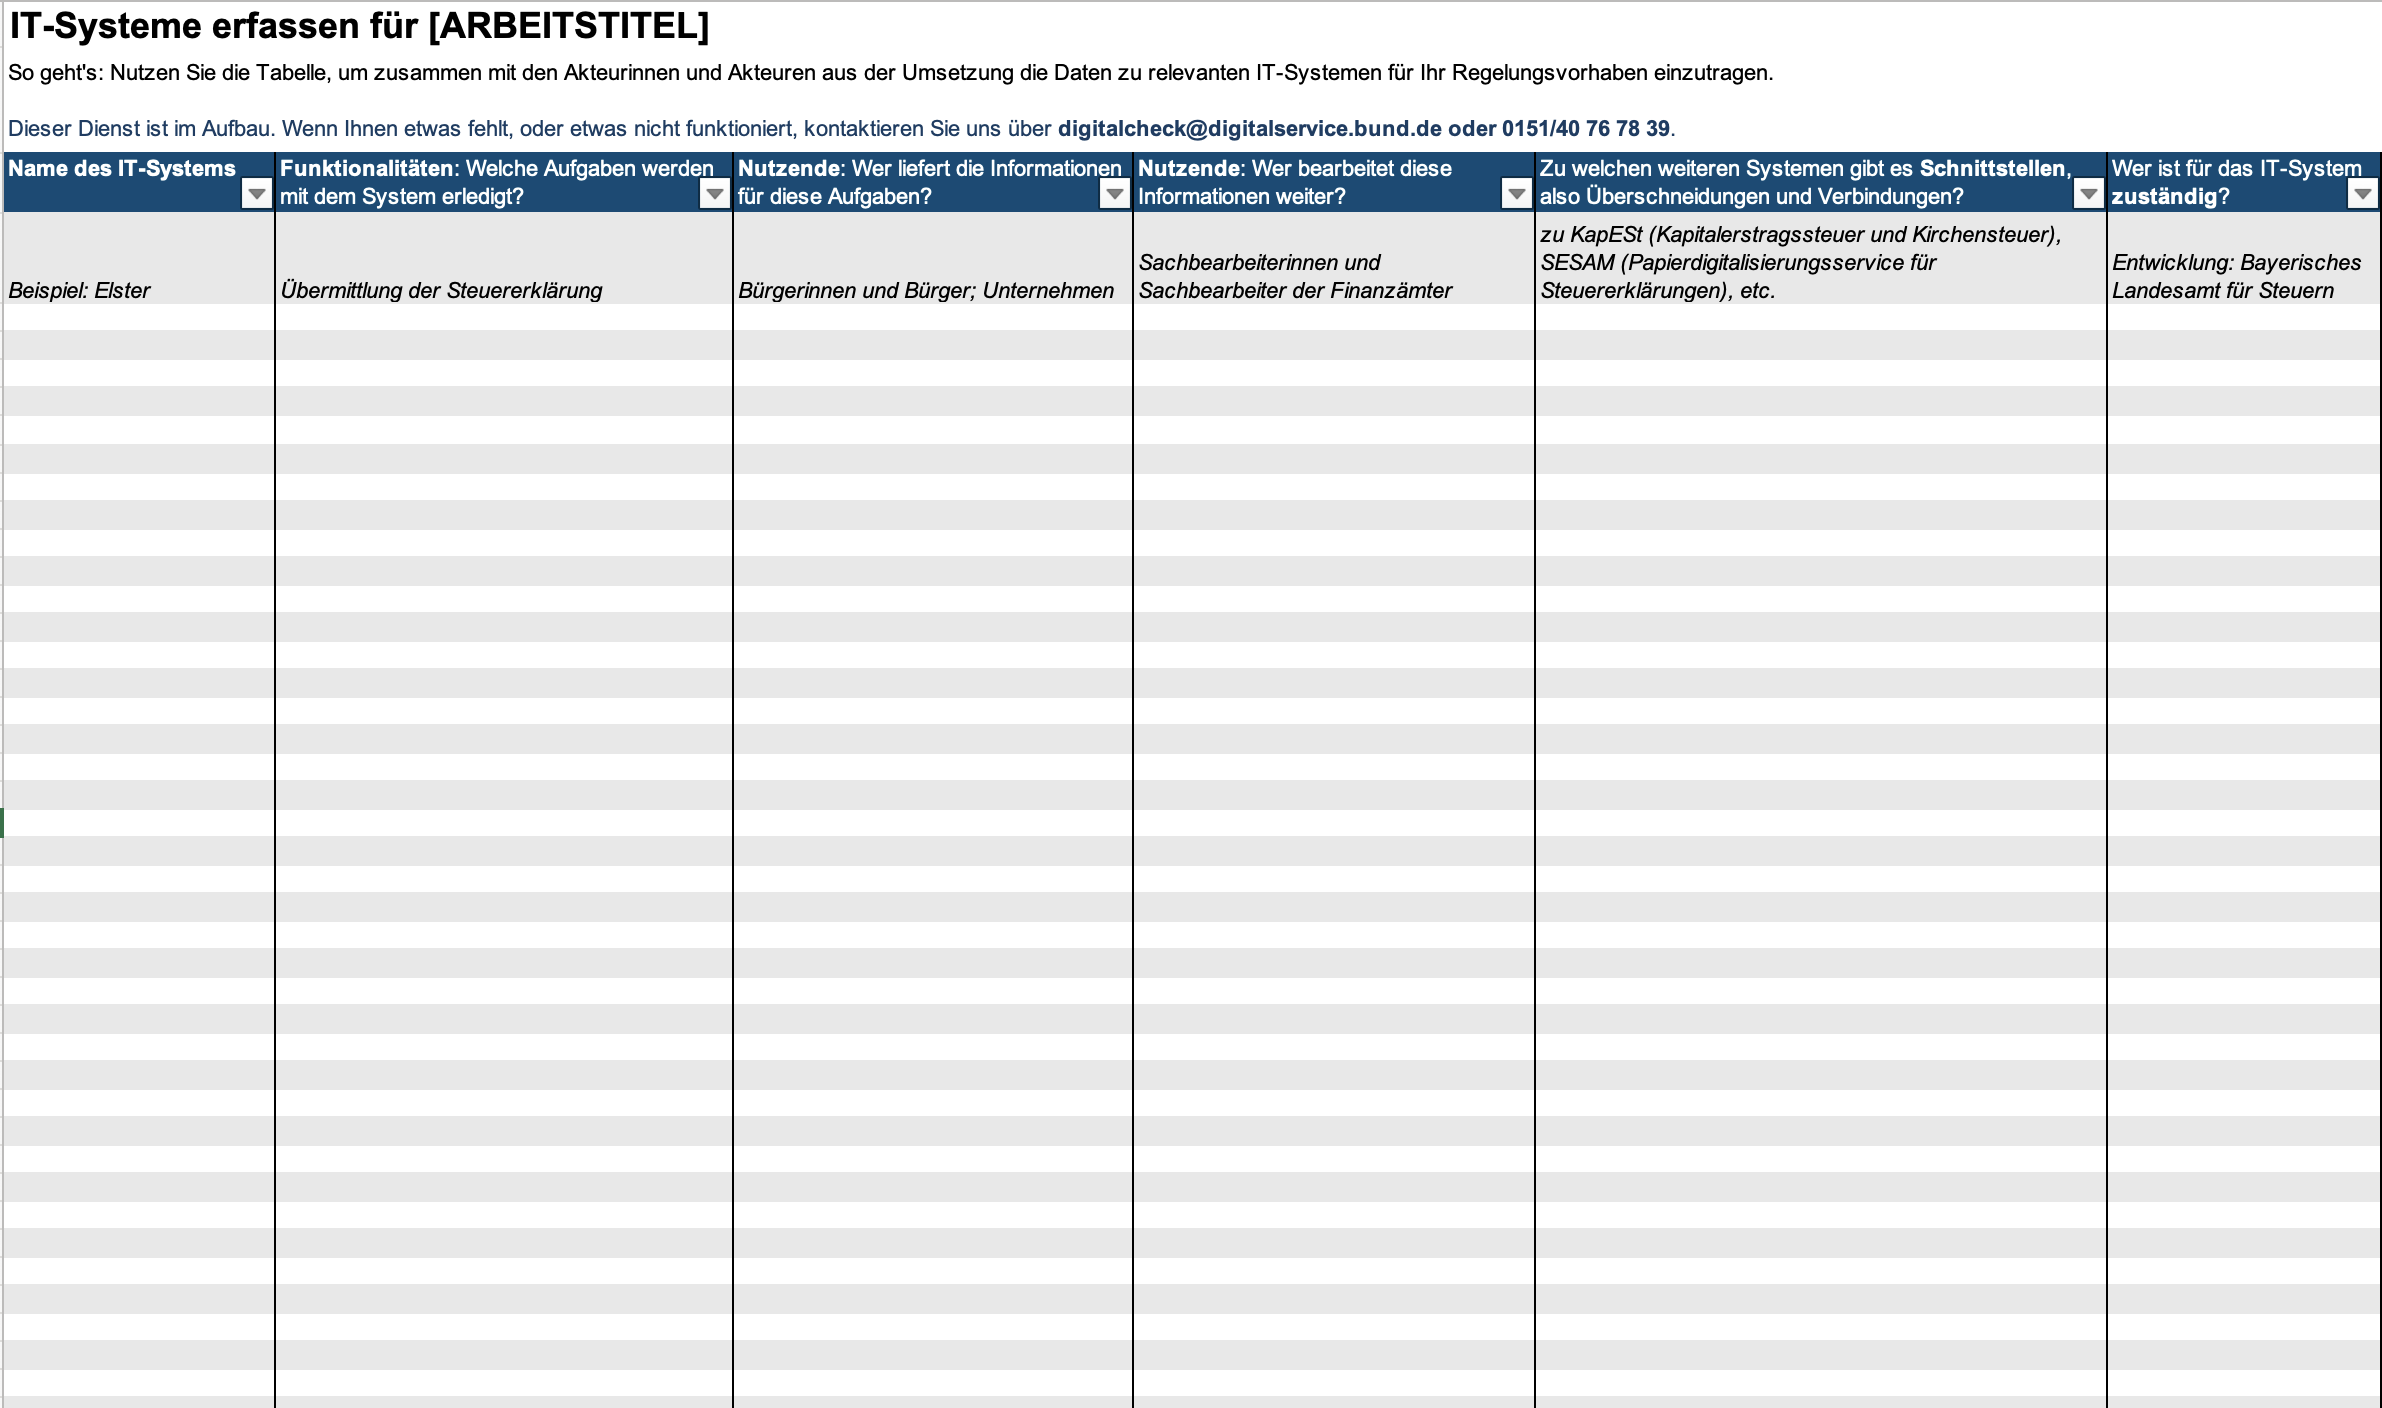 IT-Systeme erfassen für [ARBEITSTITEL]
So geht's: Nutzen Sie die Tabelle, um zusammen mit den Akteurinnen und Akteuren aus der Umsetzung die Daten zu relevanten IT-Systemen für Ihr Regelungsvorhaben einzutragen.
Dieser Dienst ist im Aufbau. Wenn Ihnen etwas fehlt, oder etwas nicht funktioniert, kontaktieren Sie uns über digitalcheck@digitalservice.bund.de oder 0151/40 76 78 39.
Name des IT-Systems
Funktionalitäten: Welche Aufgaben werden
mit dem System erledigt?
Nutzende: Wer liefert die Informationen
für diese Aufgaben?
Nutzende: Wer bearbeitet diese
Informationen weiter?
Zu welchen weiteren Systemen gibt es Schnittstellen,
also Überschneidungen und Verbindungen?
Wer ist für das IT-System
zuständig?
Beispiel: Elster
Übermittlung der Steuererklärung
Bürgerinnen und Bürger; Unternehmen
Sachbearbeiterinnen und
Sachbearbeiter der Finanzämter
zu KapESt (Kapitalerstragssteuer und Kirchensteuer),
SESAM (Papierdigitalisierungsservice für
Steuererklärungen), etc.
Entwicklung: Bayerisches
Landesamt für Steuern